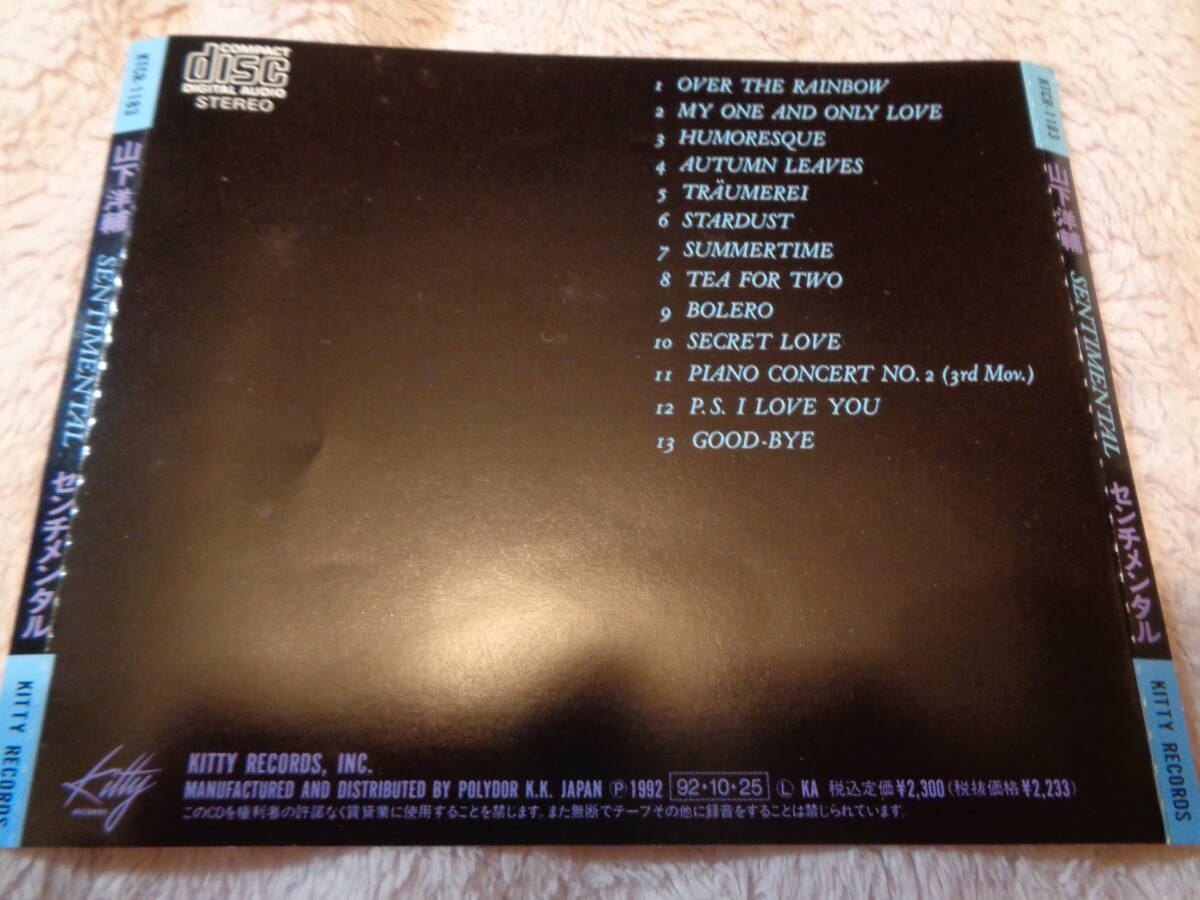 KTCR-1183
山下洋輔 SENTIMENTAL センチメンタル
KITTY RECORDS
COMPACT
disc
DIGITAL AUDIO
STEREO
1 OVER THE RAINBOW
2 MY ONE AND ONLY LOVE
3 HUMORESQUE
4 AUTUMN LEAVES
5 TRÄUMEREI
6 STARDUST
7 SUMMERTIME
8 TEA FOR TWO
9 BOLERO
10 SECRET LOVE
11 PIANO CONCERT NO. 2 (3rd Mov.)
12 P.S. I LOVE YOU
13 GOOD-BYE
Kitty
RECORDS
KITTY RECORDS, INC.
MANUFACTURED AND DISTRIBUTED BY POLYDOR K.K. JAPAN Ⓟ1992 92・10・25 Ⓛ KA 税込定価¥2,300(税抜価格¥2,233)
このCDを権利者の許諾なく賃貸業に使用することを禁じます。また無断でテープその他に録音をすることは禁じられています。
KTCR-1183
山下洋輔 SENTIMENTAL センチメンタル
KITTY RECORDS